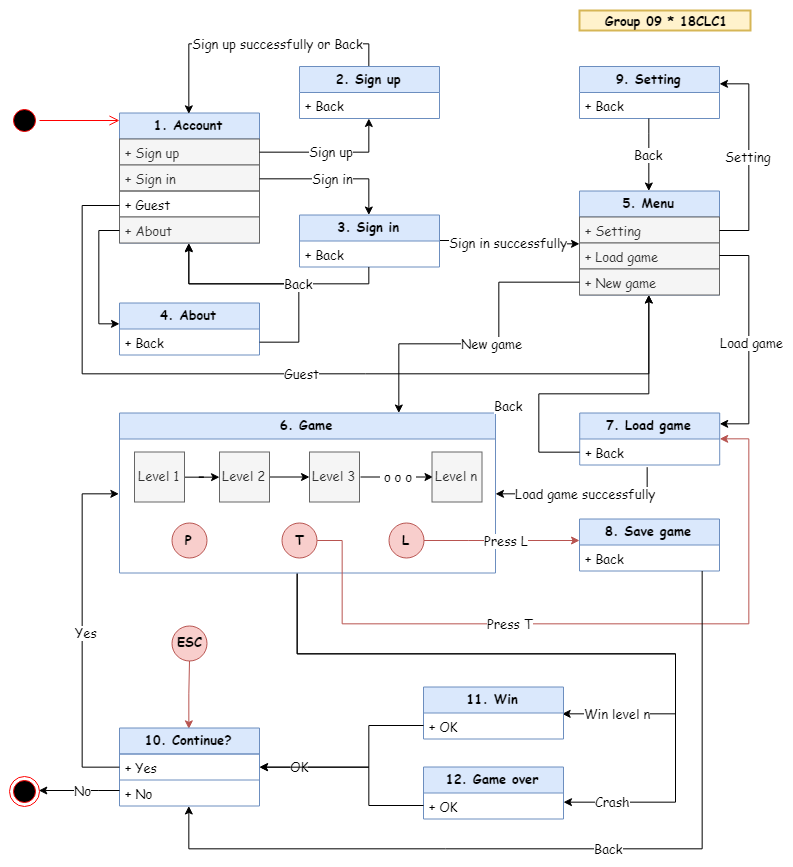 Group 09 * 18CLC1
Sign up successfully or Back
2. Sign up
+ Back
9. Setting
+ Back
1. Account
+ Sign up
+ Sign in
+ Guest
+ About
Sign up
Sign in
Back
Setting
3. Sign in
+ Back
Sign in successfully
5. Menu
+ Setting
+ Load game
+ New game
Back
4. About
+ Back
New game
Load game
Guest
Back
6. Game
Level 1
Level 2
Level 3
o o o
Level n
P
T
L
7. Load game
+ Back
Load game successfully
Press L
8. Save game
+ Back
Press T
Yes
ESC
11. Win
+ OK
Win level n
10. Continue?
+ Yes
+ No
OK
No
12. Game over
+ OK
Crash
Back